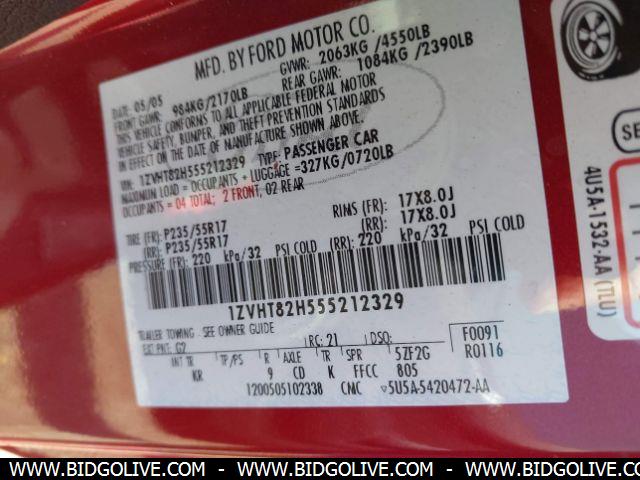 MFD. BY FORD MOTOR CO.
DATE: 05/05 GVWR: 2063KG /4550LB
FRONT GAWR: 984KG/2170LB REAR GAWR: 1084KG /2390LB
THIS VEHICLE CONFORMS TO ALL APPLICABLE FEDERAL MOTOR
VEHICLE SAFETY, BUMPER, AND THEFT PREVENTION STANDARDS
IN EFFECT ON THE DATE OF MANUFACTURE SHOWN ABOVE.
VIN: 1ZVHT82H555212329 TYPE: PASSENGER CAR
MAXIMUM LOAD = OCCUPANTS + LUGGAGE =327KG/0720LB
OCCUPANTS = 04 TOTAL; 2 FRONT, 02 REAR
TIRE (FR): P235/55R17 RIMS (FR): 17X8.0J
(RR): P235/55R17 (RR): 17X8.0J
PRESSURE (FR): 220 kPa/32 PSI COLD (RR): 220 kPa/32 PSI COLD
1ZVHT82H555212329
TRAILER TOWING - SEE OWNER GUIDE
EXT PNT: G2 RC: 21 DSO: F0091
INT TR TP/PS R AXLE TR SPR 5ZF2G R0116
KR 9 CD K FFCC 805
1200505102338 CMC 5U5A-5420472-AA
4U5A-1532-AA (TLU)
SE
WWW.BIDGOLIVE.COM - WWW.BIDGOLIVE.COM - WWW.BIDGOLIVE.COM